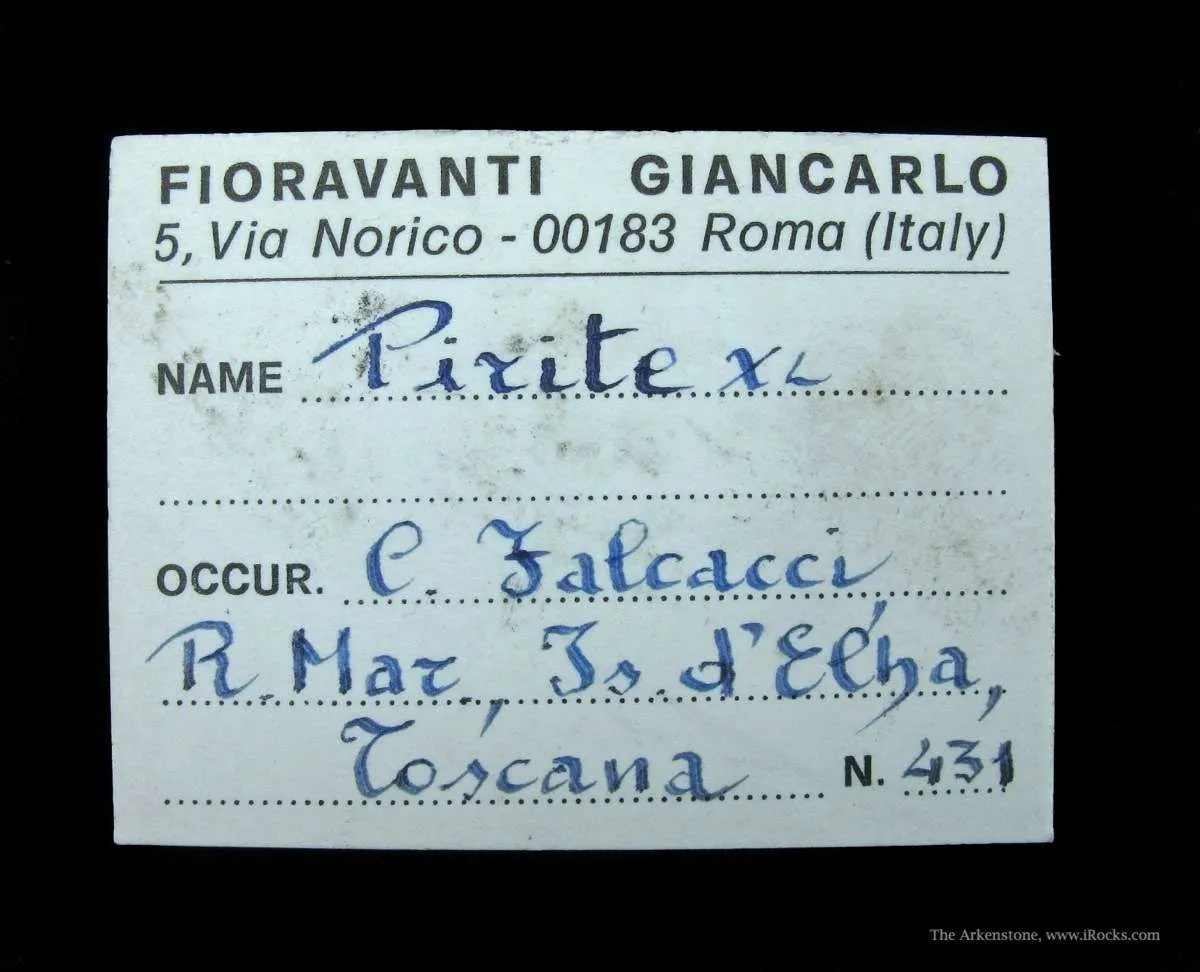 FIORAVANTI GIANCARLO
5, Via Norico - 00183 Roma (Italy)
NAME Pirite XL
OCCUR. C. Falcacci
R. Mar., Is. d'Elba,
Toscana N. 431
The Arkenstone, www.iRocks.com